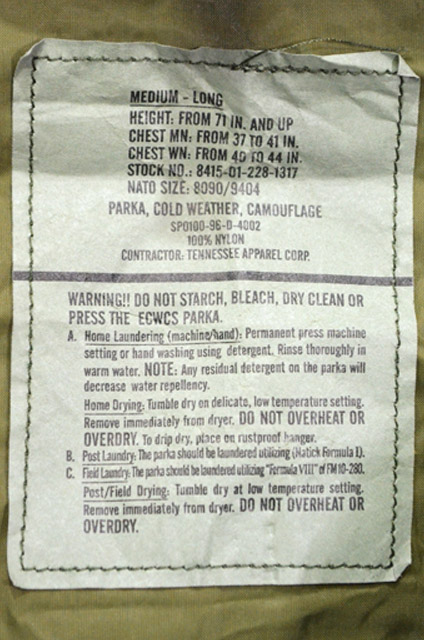 MEDIUM - LONG
HEIGHT: FROM 71 IN. AND UP
CHEST MN: FROM 37 TO 41 IN.
CHEST WN: FROM 40 TO 44 IN.
STOCK NO.: 8415-01-228-1317
NATO SIZE: 8090/9404
PARKA, COLD WEATHER, CAMOUFLAGE
SPO100-96-D-4002
100% NYLON
CONTRACTOR: TENNESSEE APPAREL CORP.
WARNING!! DO NOT STARCH, BLEACH, DRY CLEAN OR
PRESS THE ECWCS PARKA.
A. Home Laundering (machine/hand): Permanent press machine
setting or hand washing using detergent. Rinse thoroughly in
warm water. NOTE: Any residual detergent on the parka will
decrease water repellency.
Home Drying: Tumble dry on delicate, low temperature setting.
Remove immediately from dryer. DO NOT OVERHEAT OR
OVERDRY. To drip dry, place on rustproof hanger.
B. Post Laundry: The parka should be laundered utilizing (Natick Formula I).
C. Field Laundry: The parka should be laundered utilizing "Formula VIII" of FM 10-280.
Post/Field Drying: Tumble dry at low temperature setting.
Remove immediately from dryer. DO NOT OVERHEAT OR
OVERDRY.